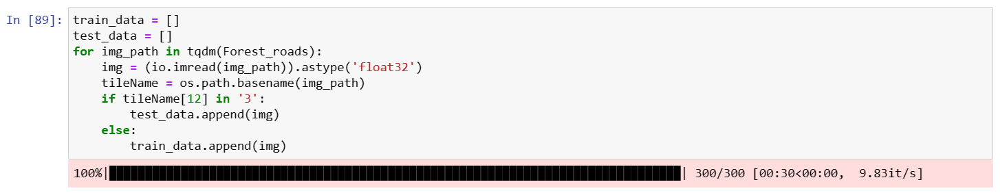 In [89]: train_data = []
test_data = []
for img_path in tqdm(Forest_roads):
    img = (io.imread(img_path)).astype('float32')
    tileName = os.path.basename(img_path)
    if tileName[12] in '3':
        test_data.append(img)
    else:
        train_data.append(img)
100%|██████████| 300/300 [00:30<00:00,  9.83it/s]